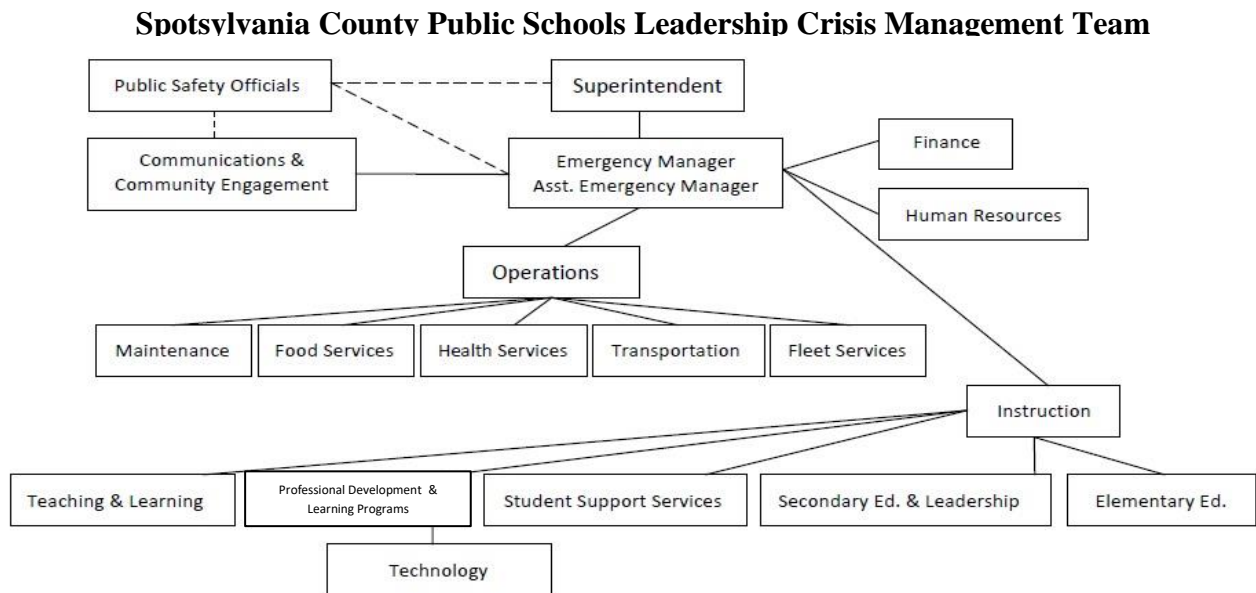 Spotsylvania County Public Schools Leadership Crisis Management Team
Public Safety Officials
Superintendent
Finance
Communications &
Community Engagement
Emergency Manager
Asst. Emergency Manager
Human Resources
Operations
Maintenance
Food Services
Health Services
Transportation
Fleet Services
Instruction
Teaching & Learning
Professional Development &
Learning Programs
Student Support Services
Secondary Ed. & Leadership
Elementary Ed.
Technology